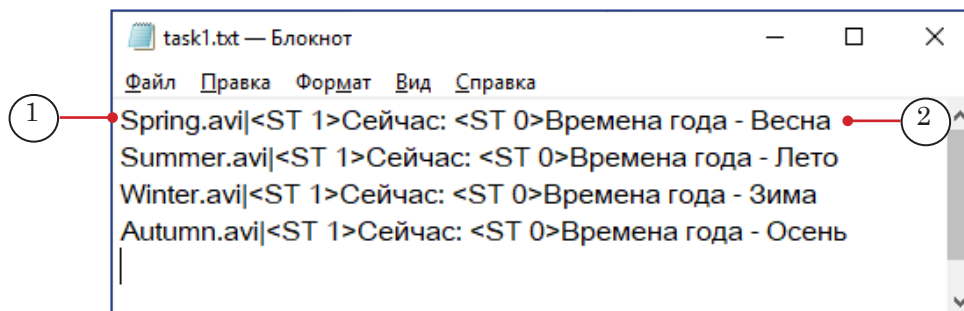 task1.txt — Блокнот
Файл Правка Формат Вид Справка
1 Spring.avi|<ST 1>Сейчас: <ST 0>Времена года - Весна 2
Summer.avi|<ST 1>Сейчас: <ST 0>Времена года - Лето
Winter.avi|<ST 1>Сейчас: <ST 0>Времена года - Зима
Autumn.avi|<ST 1>Сейчас: <ST 0>Времена года - Осень